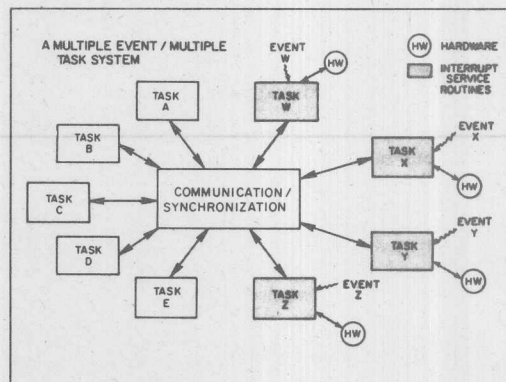 A MULTIPLE EVENT / MULTIPLE
TASK SYSTEM
EVENT
W
HW
HW HARDWARE
INTERRUPT
SERVICE
ROUTINES
TASK
A
TASK
W
TASK
B
EVENT
X
TASK
X
HW
TASK
C
COMMUNICATION /
SYNCHRONIZATION
EVENT
Y
TASK
Y
HW
TASK
D
TASK
E
EVENT
Z
TASK
Z
HW